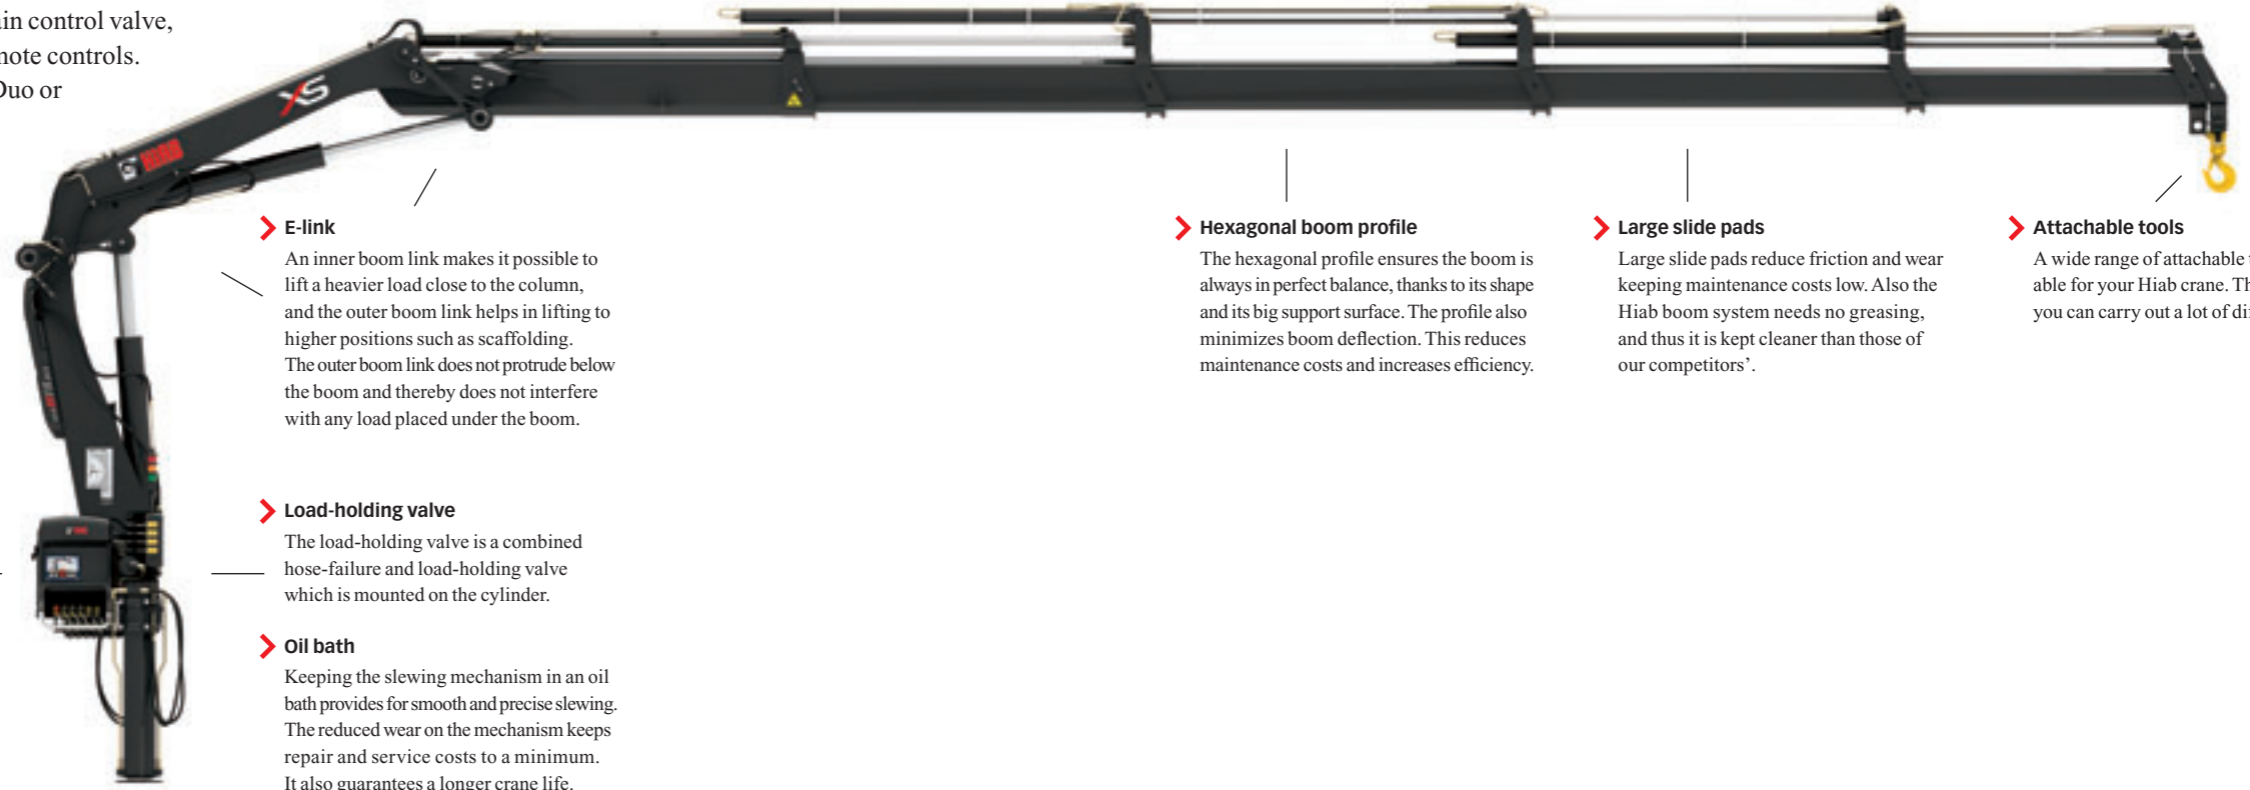 in control valve,
note controls.
Duo or
XS
E-link
An inner boom link makes it possible to
lift a heavier load close to the column,
and the outer boom link helps in lifting to
higher positions such as scaffolding.
The outer boom link does not protrude below
the boom and thereby does not interfere
with any load placed under the boom.
Load-holding valve
The load-holding valve is a combined
hose-failure and load-holding valve
which is mounted on the cylinder.
Oil bath
Keeping the slewing mechanism in an oil
bath provides for smooth and precise slewing.
The reduced wear on the mechanism keeps
repair and service costs to a minimum.
It also guarantees a longer crane life.
Hexagonal boom profile
The hexagonal profile ensures the boom is
always in perfect balance, thanks to its shape
and its big support surface. The profile also
minimizes boom deflection. This reduces
maintenance costs and increases efficiency.
Large slide pads
Large slide pads reduce friction and wear
keeping maintenance costs low. Also the
Hiab boom system needs no greasing,
and thus it is kept cleaner than those of
our competitors’.
Attachable tools
A wide range of attachable
able for your Hiab crane. Th
you can carry out a lot of di